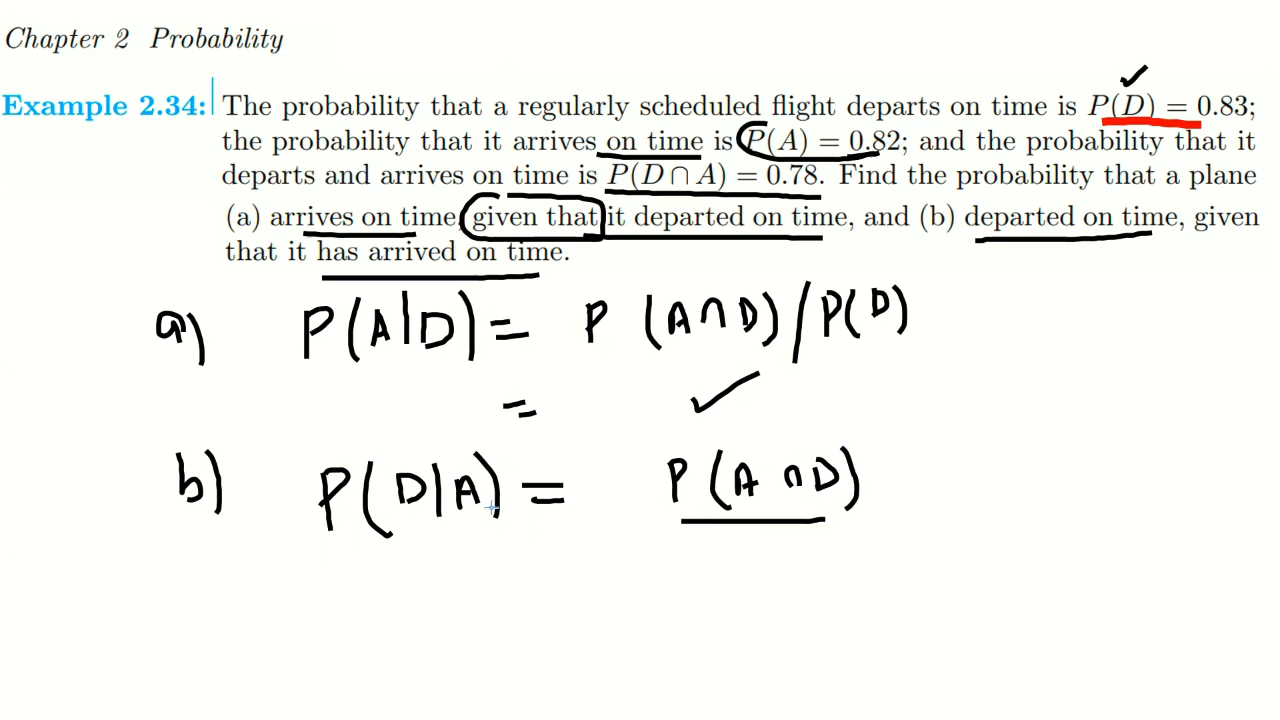 Chapter 2 Probability
Example 2.34: The probability that a regularly scheduled flight departs on time is P(D) = 0.83;
the probability that it arrives on time is P(A) = 0.82; and the probability that it
departs and arrives on time is P(D ∩ A) = 0.78. Find the probability that a plane
(a) arrives on time, given that it departed on time, and (b) departed on time, given
that it has arrived on time.
a) P(A|D) = P (A∩D) / P(D)
=
b) P(D|A) = P (A ∩ D)